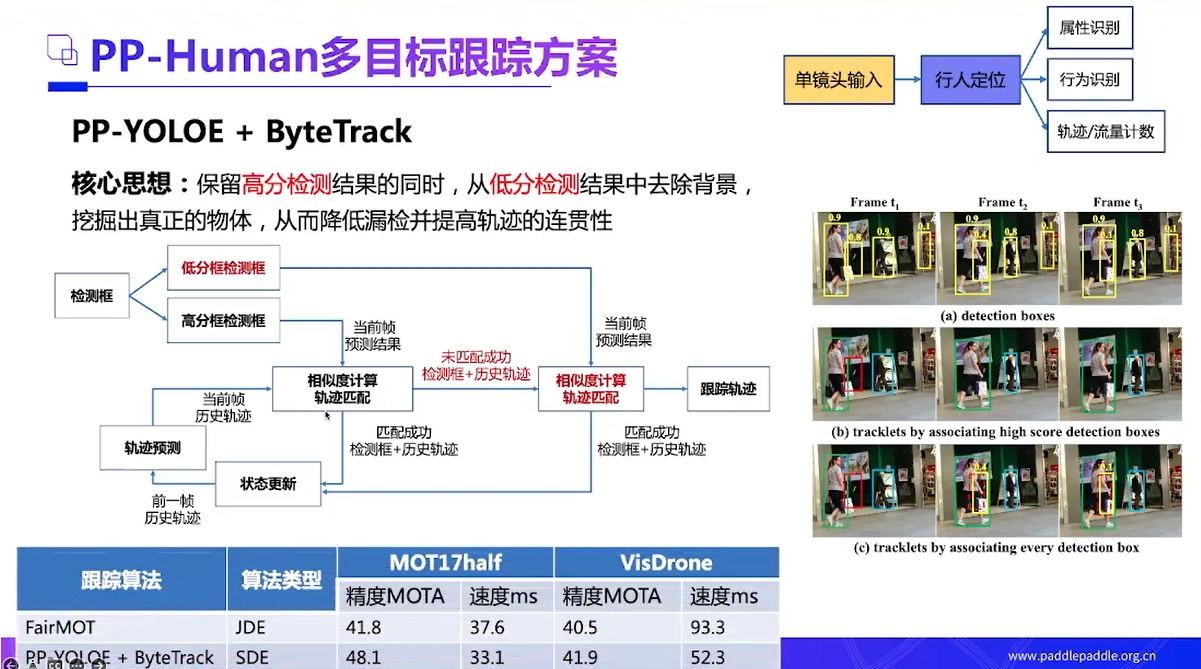 PP-Human多目标跟踪方案
PP-YOLOE + ByteTrack
核心思想：保留高分检测结果的同时，从低分检测结果中去除背景，
挖掘出真正的物体，从而降低漏检并提高轨迹的连贯性
单镜头输入
行人定位
属性识别
行为识别
轨迹/流量计数
检测框
低分框检测框
高分框检测框
当前帧
预测结果
当前帧
预测结果
未匹配成功
检测框+历史轨迹
相似度计算
轨迹匹配
相似度计算
轨迹匹配
跟踪轨迹
当前帧
历史轨迹
轨迹预测
匹配成功
检测框+历史轨迹
匹配成功
检测框+历史轨迹
状态更新
前一帧
历史轨迹
Frame t1 Frame t2 Frame t3
0.9 0.8 0.9 0.1
0.9 0.4 0.8 0.1
0.9 0.1 0.8 0.1
(a) detection boxes
(b) tracklets by associating high score detection boxes
(c) tracklets by associating every detection box
跟踪算法 算法类型 MOT17half VisDrone
精度MOTA 速度ms 精度MOTA 速度ms
FairMOT JDE 41.8 37.6 40.5 93.3
PP-YOLOE + ByteTrack SDE 48.1 33.1 41.9 52.3
www.paddlepaddle.org.cn